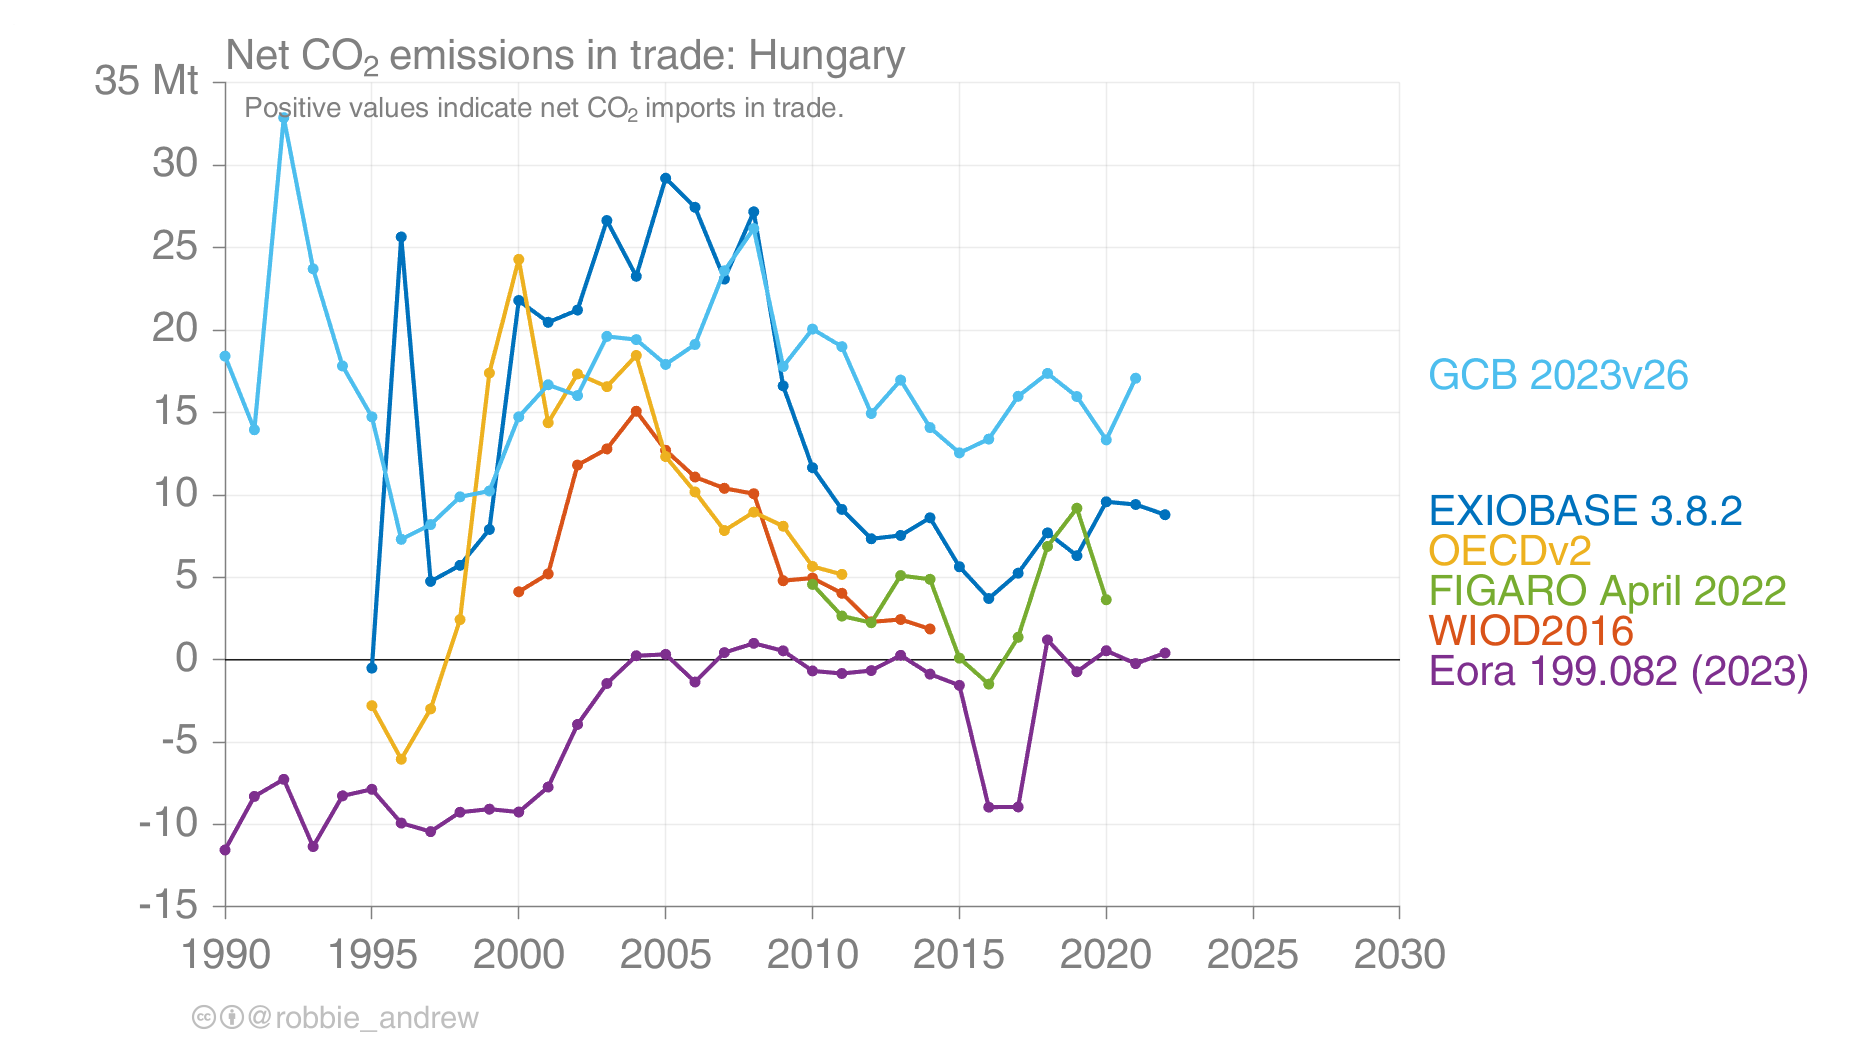 Net CO₂ emissions in trade: Hungary
35 Mt
Positive values indicate net CO₂ imports in trade.
30
25
20
15
10
5
0
-5
-10
-15
1990 1995 2000 2005 2010 2015 2020 2025 2030
GCB 2023v26
EXIOBASE 3.8.2
OECDv2
FIGARO April 2022
WIOD2016
Eora 199.082 (2023)
cc @robbie_andrew